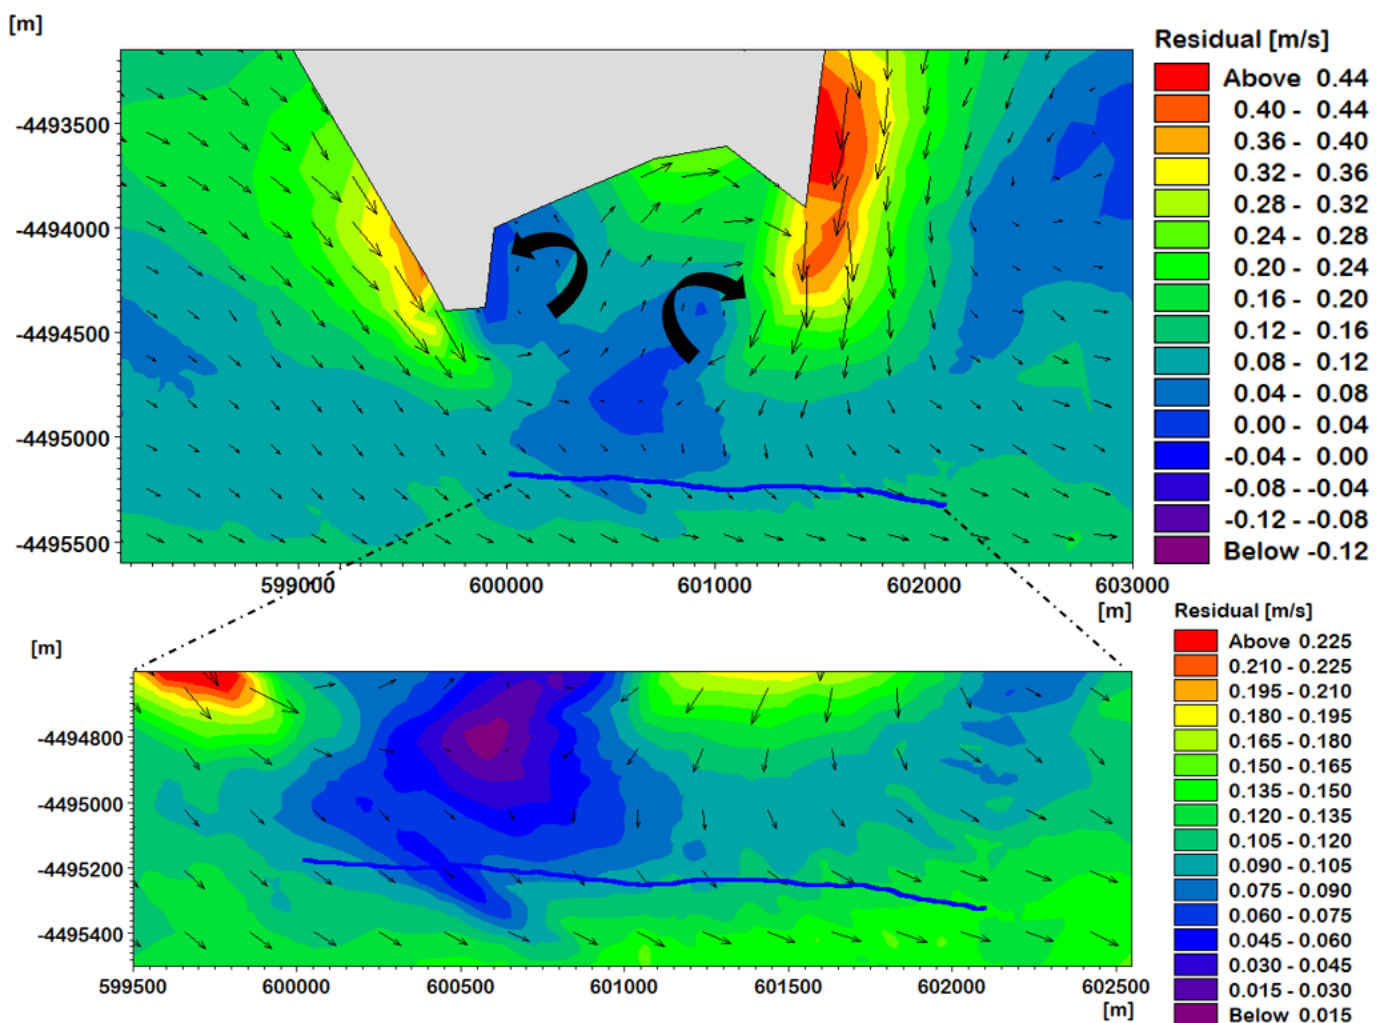 [m]
Residual [m/s]
Above 0.44
0.40 - 0.44
0.36 - 0.40
0.32 - 0.36
0.28 - 0.32
0.24 - 0.28
0.20 - 0.24
0.16 - 0.20
0.12 - 0.16
0.08 - 0.12
0.04 - 0.08
0.00 - 0.04
-0.04 - 0.00
-0.08 - -0.04
-0.12 - -0.08
Below -0.12
-4493500
-4494000
-4494500
-4495000
-4495500
599000 600000 601000 602000 603000
[m]
[m]
Residual [m/s]
Above 0.225
0.210 - 0.225
0.195 - 0.210
0.180 - 0.195
0.165 - 0.180
0.150 - 0.165
0.135 - 0.150
0.120 - 0.135
0.105 - 0.120
0.090 - 0.105
0.075 - 0.090
0.060 - 0.075
0.045 - 0.060
0.030 - 0.045
0.015 - 0.030
Below 0.015
-4494800
-4495000
-4495200
-4495400
599500 600000 600500 601000 601500 602000 602500
[m]